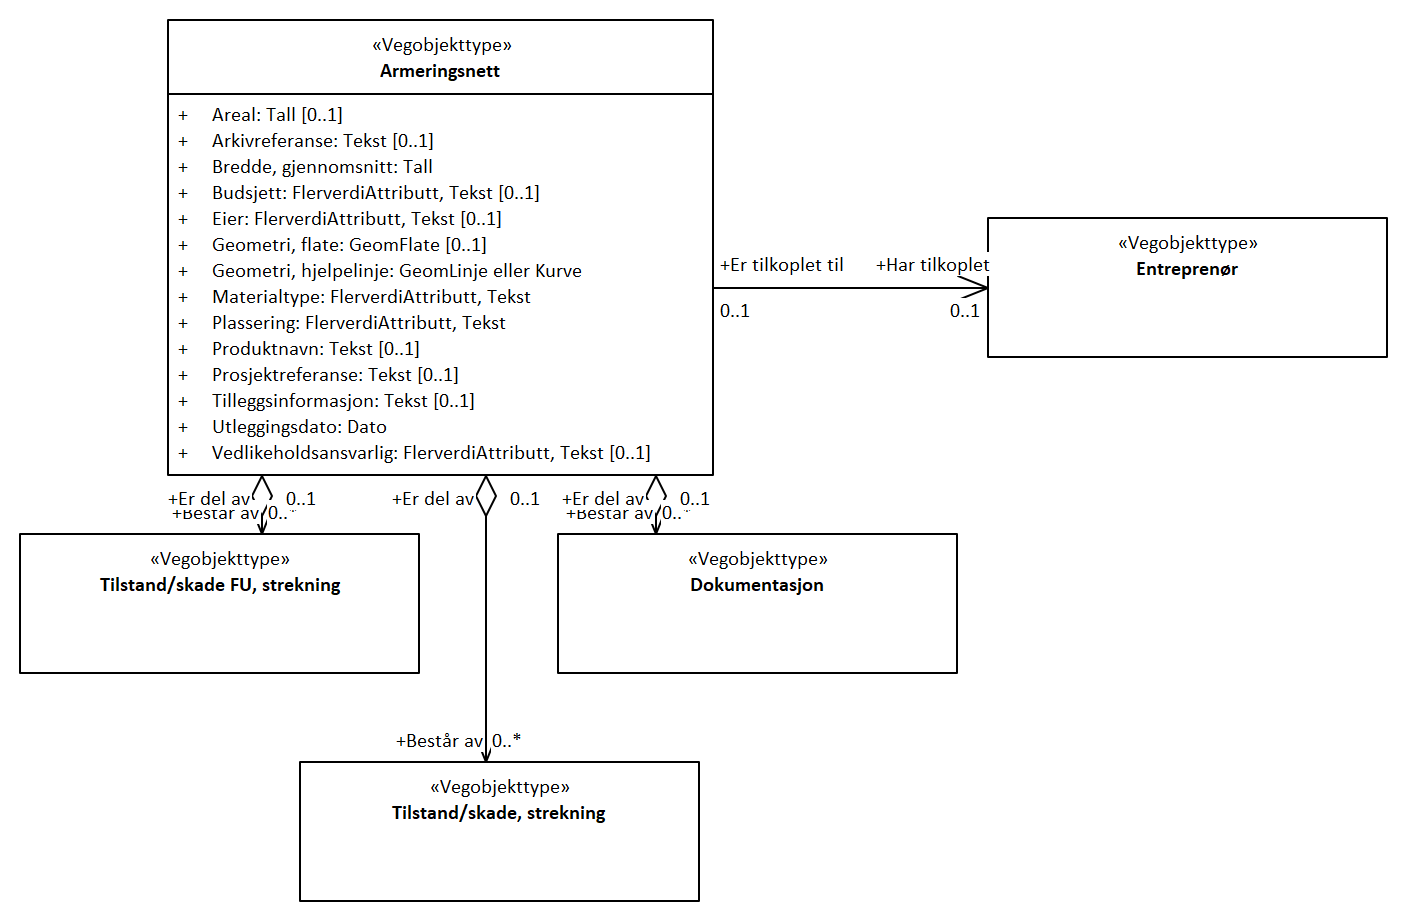 «Vegobjekttype»
Armeringsnett
+ Areal: Tall [0..1]
+ Arkivreferanse: Tekst [0..1]
+ Bredde, gjennomsnitt: Tall
+ Budsjett: FlerverdiAttributt, Tekst [0..1]
+ Eier: FlerverdiAttributt, Tekst [0..1]
+ Geometri, flate: GeomFlate [0..1]
+ Geometri, hjelpelinje: GeomLinje eller Kurve
+ Materialtype: FlerverdiAttributt, Tekst
+ Plassering: FlerverdiAttributt, Tekst
+ Produktnavn: Tekst [0..1]
+ Prosjektreferanse: Tekst [0..1]
+ Tilleggsinformasjon: Tekst [0..1]
+ Utleggingsdato: Dato
+ Vedlikeholdsansvarlig: FlerverdiAttributt, Tekst [0..1]
+Er tilkoplet til +Har tilkoplet
0..1 0..1
«Vegobjekttype»
Entreprenør
+Er del av 0..1 +Er del av 0..1 +Er del av 0..1
+Består av 0..* +Består av 0..*
«Vegobjekttype»
Tilstand/skade FU, strekning
«Vegobjekttype»
Dokumentasjon
+Består av 0..*
«Vegobjekttype»
Tilstand/skade, strekning